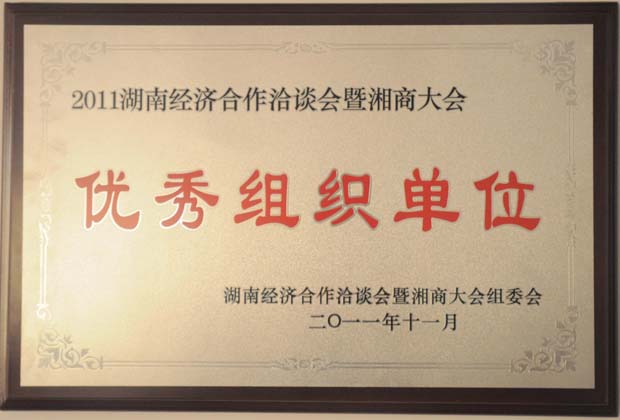 2011湖南经济合作洽谈会暨湘商大会
优秀组织单位
湖南经济合作洽谈会暨湘商大会组委会
二〇一一年十一月